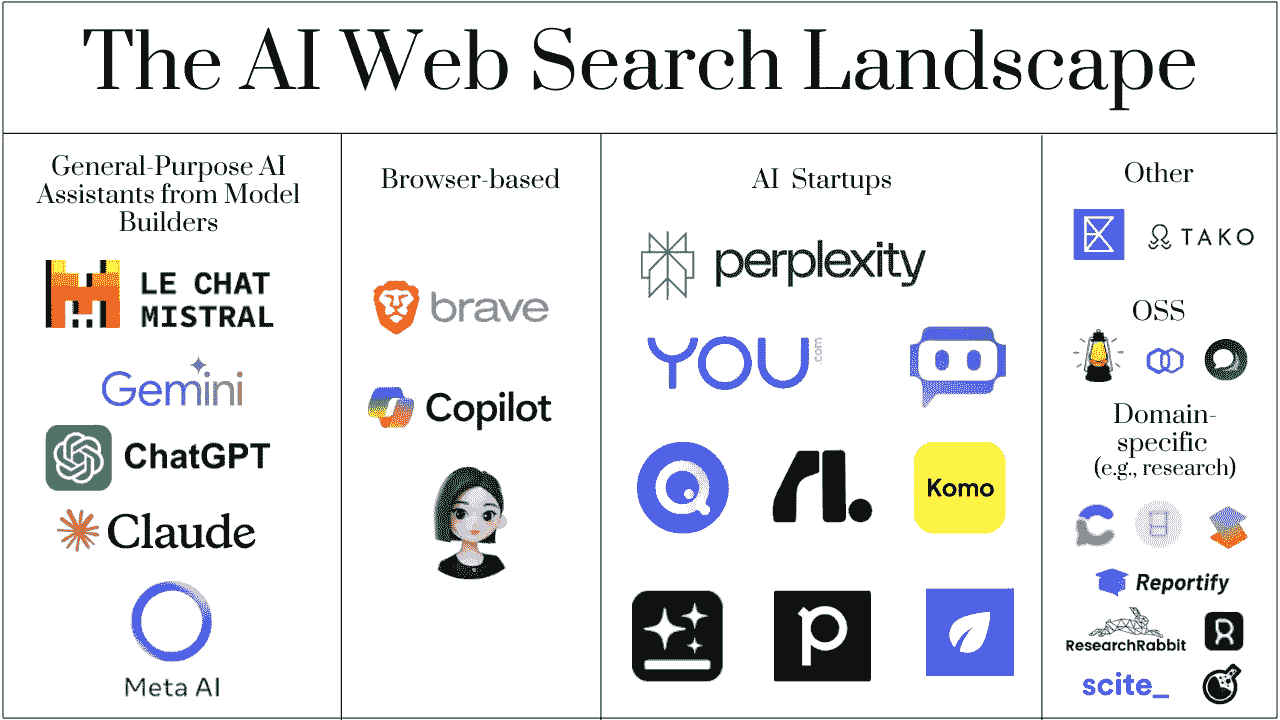 The AI Web Search Landscape
General-Purpose AI
Assistants from Model
Builders
LE CHAT
MISTRAL
Gemini
ChatGPT
Claude
Meta AI
Browser-based
brave
Copilot
AI Startups
perplexity
YOU.com
Komo
Other
TAKO
OSS
Domain-
specific
(e.g., research)
Reportify
ResearchRabbit
scite_